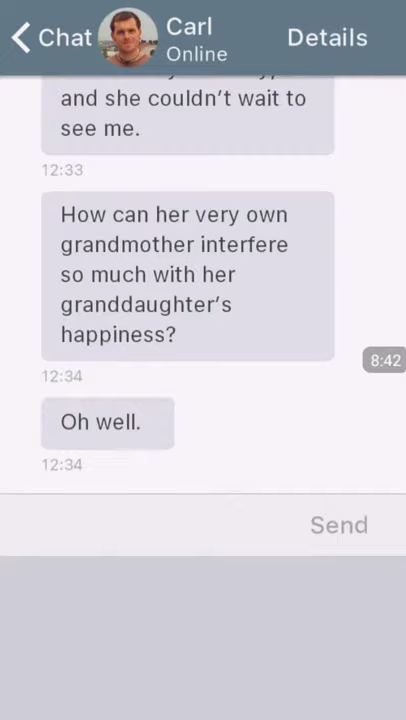 Chat
Carl
Online
Details
and she couldn’t wait to
see me.
12:33
How can her very own
grandmother interfere
so much with her
granddaughter’s
happiness?
8:42
12:34
Oh well.
12:34
Send